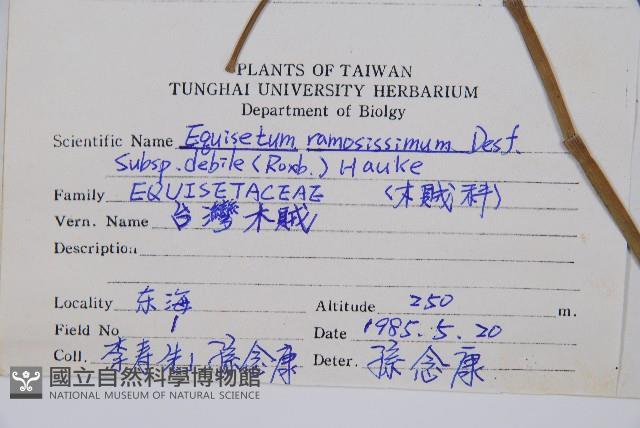 PLANTS OF TAIWAN
TUNGHAI UNIVERSITY HERBARIUM
Department of Biolgy
Scientific Name Equisetum ramosissimum Desf.
Subsp. debile (Roxb.) Hauke
Family EQUISETACEAE (木賊科)
Vern. Name 台灣木賊
Description
Locality 东海 Altitude 250 m.
Field No 1 Date 1985.5.20
Coll. 李春生, 孫念康 Deter. 孫念康
國立自然科學博物館
NATIONAL MUSEUM OF NATURAL SCIENCE